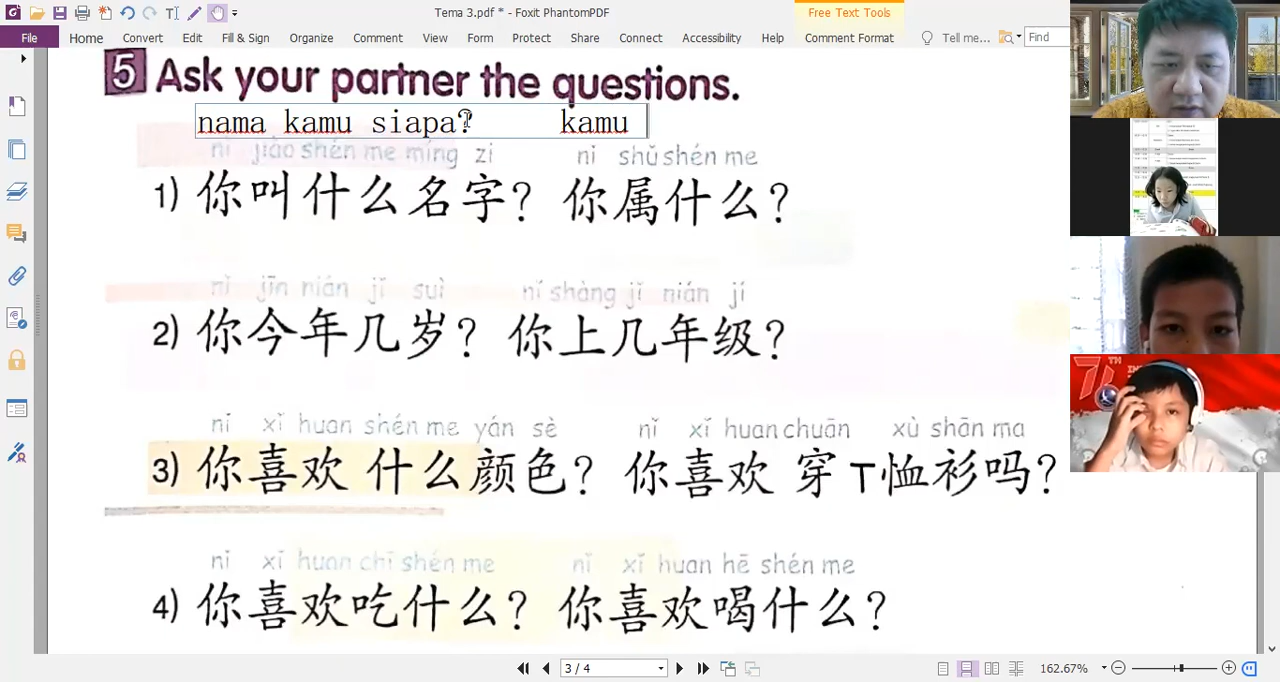 Tema 3.pdf * - Foxit PhantomPDF
Free Text Tools
File Home Convert Edit Fill & Sign Organize Comment View Form Protect Share Connect Accessibility Help Comment Format Tell me... Find
5 Ask your partner the questions.
nama kamu siapa? kamu
nǐ jiào shén me míng zì nǐ shǔ shén me
1) 你叫什么名字? 你属什么?
nǐ jīn nián jǐ suì nǐ shàng jǐ nián jí
2) 你今年几岁? 你上几年级?
nǐ xǐ huan shén me yán sè nǐ xǐ huan chuān xù shān ma
3) 你喜欢 什么颜色? 你喜欢 穿 T恤衫吗?
nǐ xǐ huan chī shén me nǐ xǐ huan hē shén me
4) 你喜欢吃什么? 你喜欢喝什么?
3 / 4
162.67%